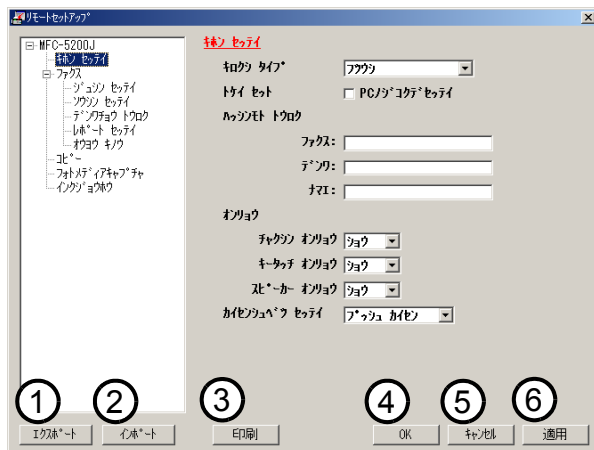 ﾘﾓｰﾄｾｯﾄｱｯﾌﾟ
MFC-5200J
ｷﾎﾝ ｾｯﾃｲ
ﾌｧｸｽ
ｼﾞｭｼﾝ ｾｯﾃｲ
ｿｳｼﾝ ｾｯﾃｲ
ﾃﾞﾝﾜﾁｮｳ ﾄｳﾛｸ
ﾚﾎﾟｰﾄ ｾｯﾃｲ
ｵｳﾖｳ ｷﾉｳ
ｺﾋﾟｰ
ﾌｫﾄﾒﾃﾞｨｱｷｬﾌﾟﾁｬ
ｲﾝｸｼﾞｮｳﾎｳ
ｷﾎﾝ ｾｯﾃｲ
ｷﾛｸｼ ﾀｲﾌﾟ ﾌﾂｳｼ
ﾄｹｲ ｾｯﾄ PCﾉｼﾞｺｸﾃﾞｾｯﾃｲ
ﾊｯｼﾝﾓﾄ ﾄｳﾛｸ
ﾌｧｸｽ:
ﾃﾞﾝﾜ:
ﾅﾏｴ:
ｵﾝﾘｮｳ
ﾁｬｸｼﾝ ｵﾝﾘｮｳ ｼｮｳ
ｷｰﾀｯﾁ ｵﾝﾘｮｳ ｼｮｳ
ｽﾋﾟｰｶｰ ｵﾝﾘｮｳ ｼｮｳ
ｶｲｾﾝｼｭﾍﾞﾂ ｾｯﾃｲ ﾌﾟｯｼｭ ｶｲｾﾝ
1 2 3 4 5 6
ｴｸｽﾎﾟｰﾄ ｲﾝﾎﾟｰﾄ 印刷 OK ｷｬﾝｾﾙ 適用